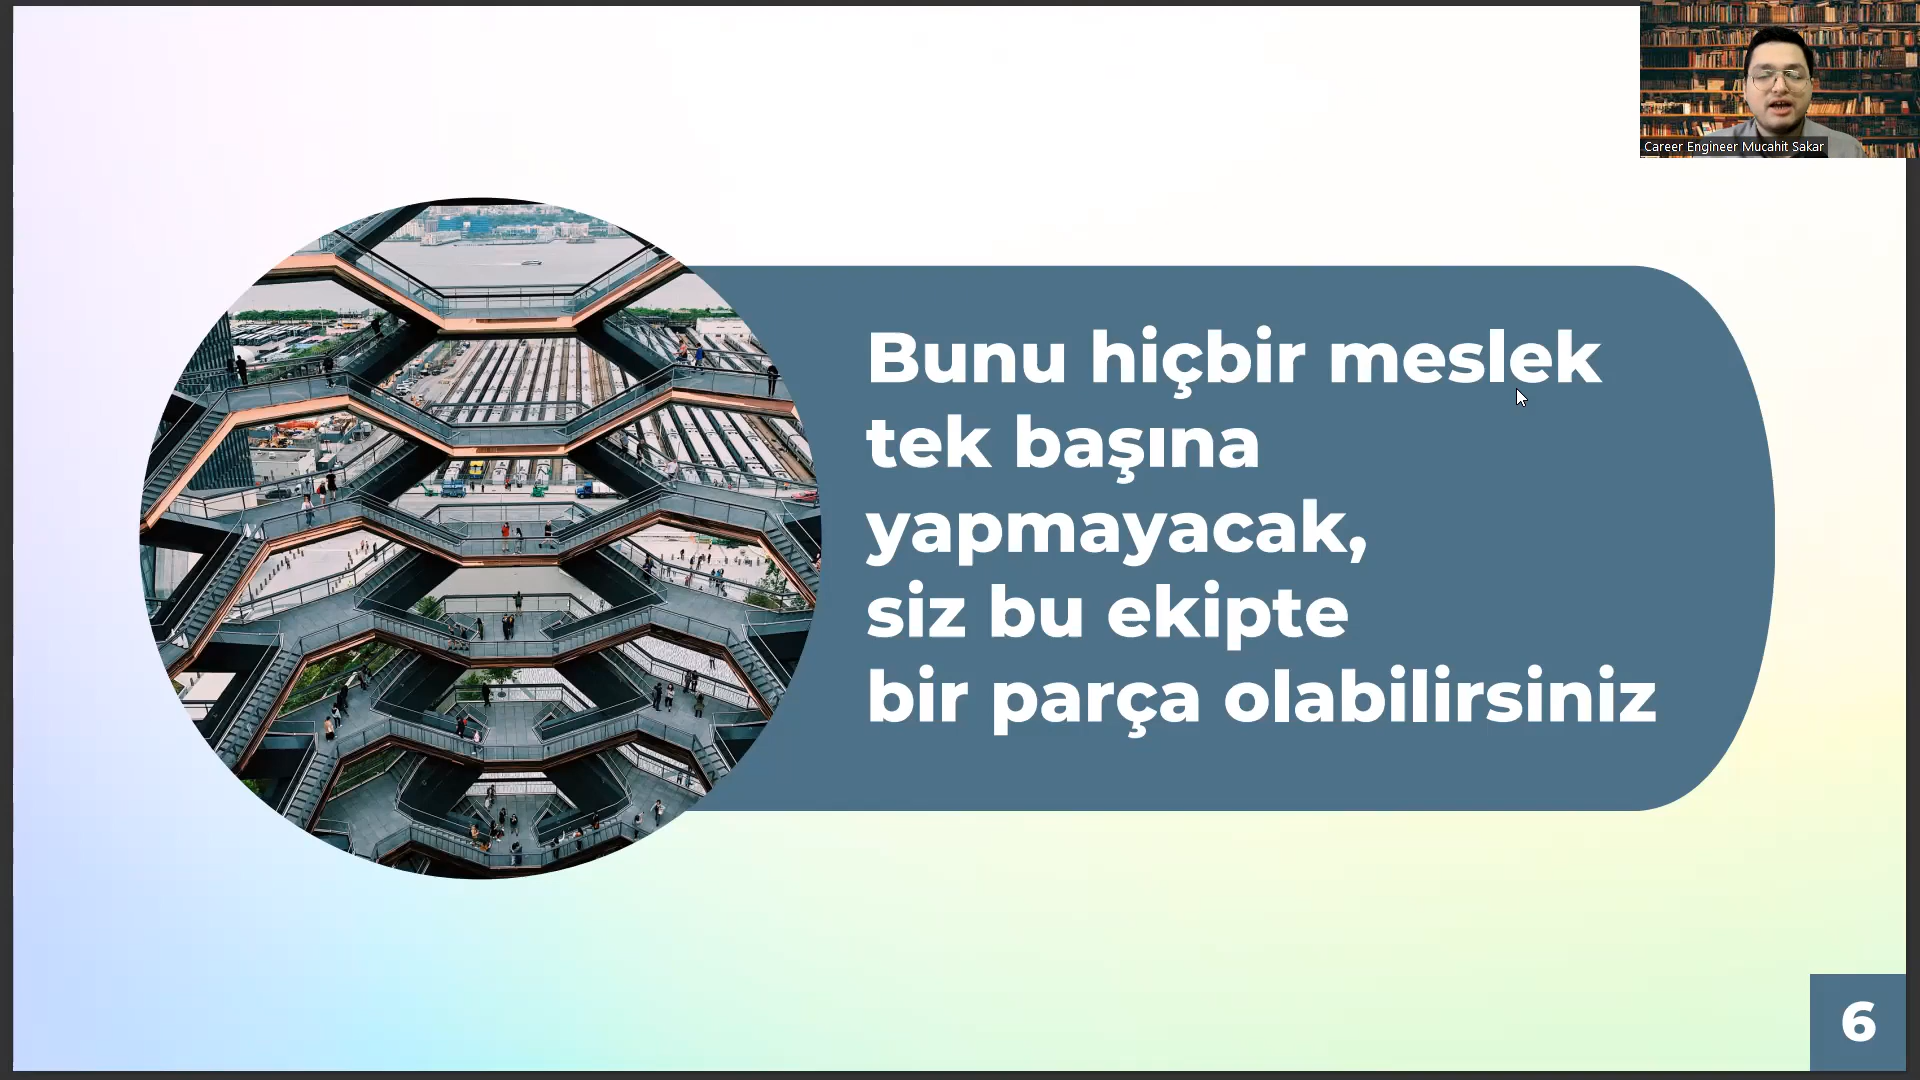 Career Engineer Mucahit Sakar
Bunu hiçbir meslek
tek başına
yapmayacak,
siz bu ekipte
bir parça olabilirsiniz
6